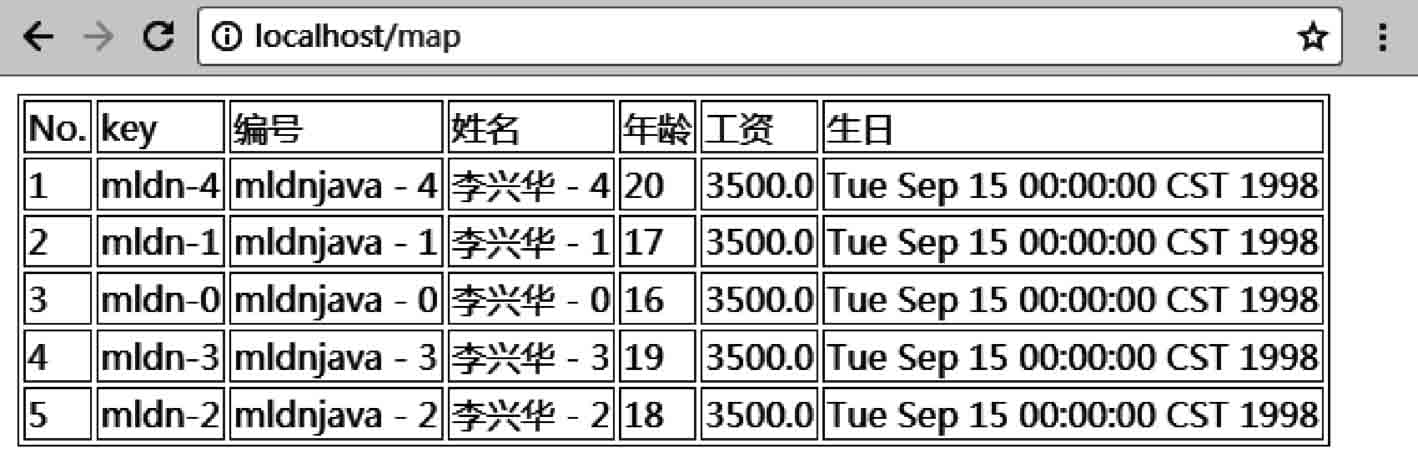 localhost/map
No. key 编号 姓名 年龄 工资 生日
1 mldn-4 mldnjava - 4 李兴华 - 4 20 3500.0 Tue Sep 15 00:00:00 CST 1998
2 mldn-1 mldnjava - 1 李兴华 - 1 17 3500.0 Tue Sep 15 00:00:00 CST 1998
3 mldn-0 mldnjava - 0 李兴华 - 0 16 3500.0 Tue Sep 15 00:00:00 CST 1998
4 mldn-3 mldnjava - 3 李兴华 - 3 19 3500.0 Tue Sep 15 00:00:00 CST 1998
5 mldn-2 mldnjava - 2 李兴华 - 2 18 3500.0 Tue Sep 15 00:00:00 CST 1998